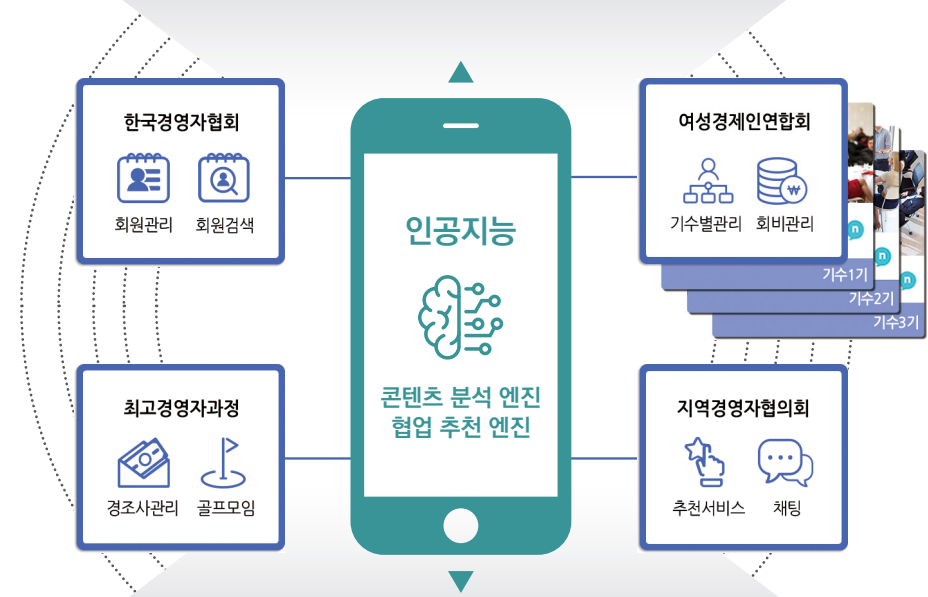 한국경영자협회
회원관리
회원검색
인공지능
콘텐츠 분석 엔진
협업 추천 엔진
여성경제인연합회
기수별관리
회비관리
₩
n
n
n
기수1기
기수2기
기수3기
최고경영자과정
경조사관리
골프모임
지역경영자협의회
추천서비스
채팅